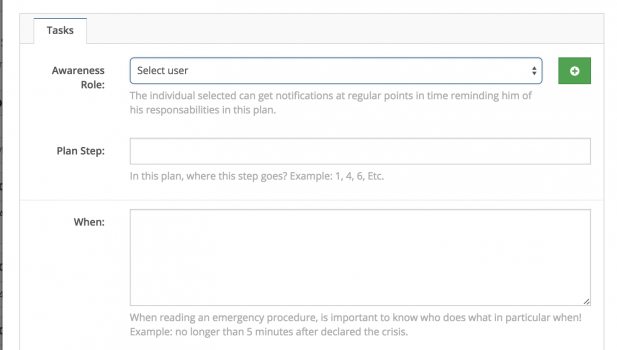 Tasks
Awareness
Role:
Select user
The individual selected can get notifications at regular points in time reminding him of
his responsabilities in this plan.
Plan Step:
In this plan, where this step goes? Example: 1, 4, 6, Etc.
When:
When reading an emergency procedure, is important to know who does what in particular when!
Example: no longer than 5 minutes after declared the crisis.